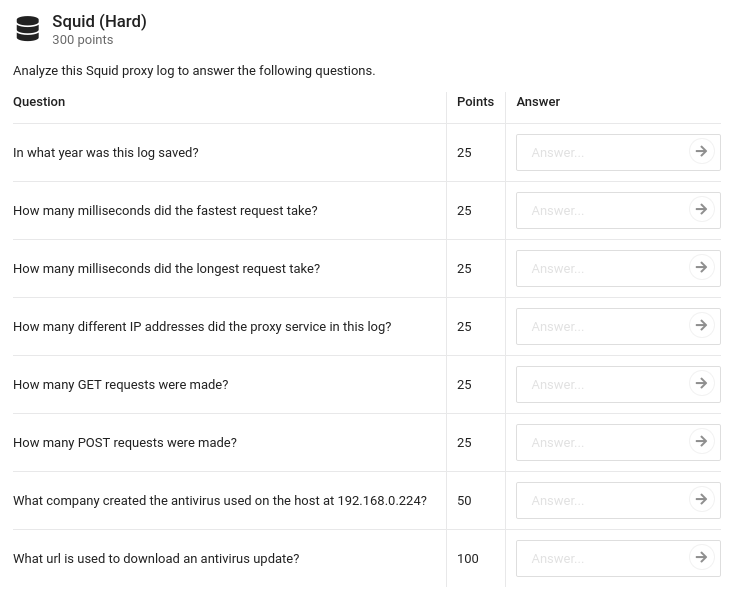 Squid (Hard)
300 points
Analyze this Squid proxy log to answer the following questions.
Question Points Answer
In what year was this log saved? 25 Answer...
How many milliseconds did the fastest request take? 25 Answer...
How many milliseconds did the longest request take? 25 Answer...
How many different IP addresses did the proxy service in this log? 25 Answer...
How many GET requests were made? 25 Answer...
How many POST requests were made? 25 Answer...
What company created the antivirus used on the host at 192.168.0.224? 50 Answer...
What url is used to download an antivirus update? 100 Answer...